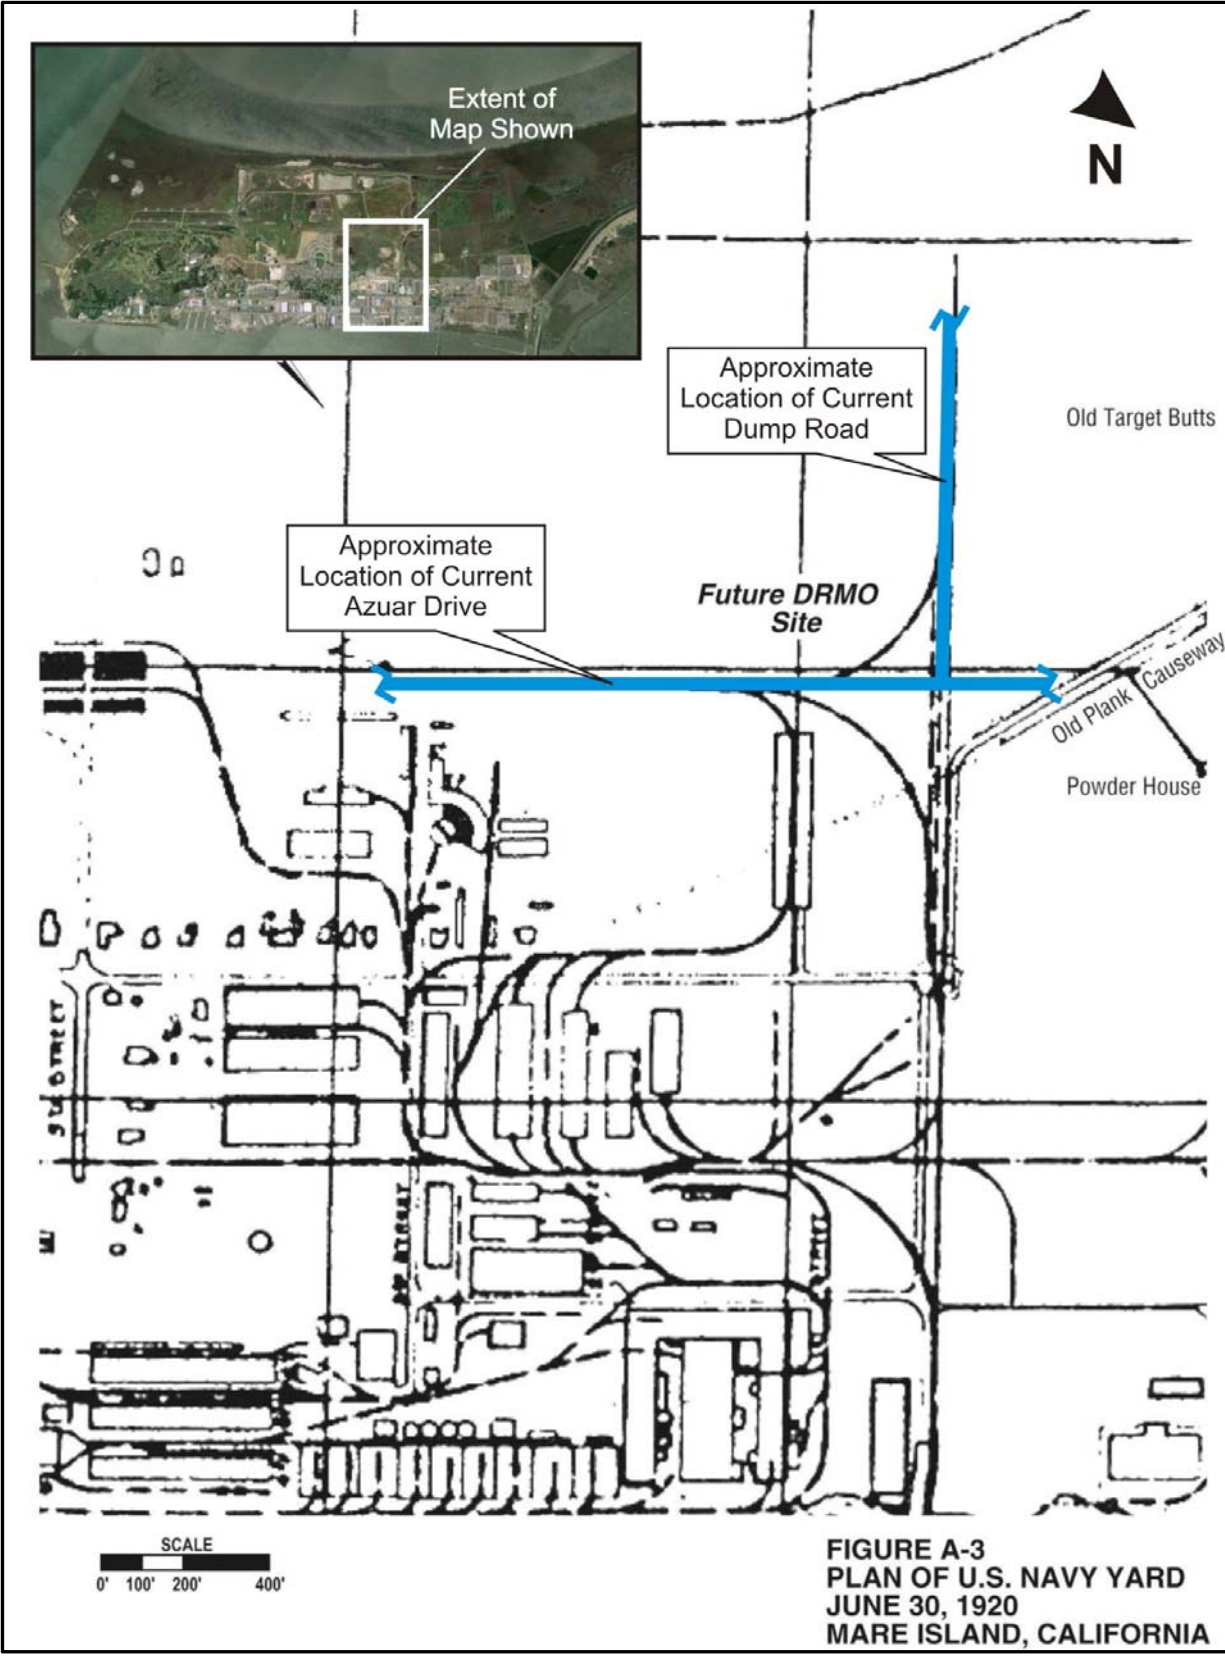 Extent of
Map Shown
N
Approximate
Location of Current
Dump Road
Old Target Butts
Approximate
Location of Current
Azuar Drive
Future DRMO
Site
Old Plank Causeway
Powder House
STREET
STREET
SCALE
0' 100' 200' 400'
FIGURE A-3
PLAN OF U.S. NAVY YARD
JUNE 30, 1920
MARE ISLAND, CALIFORNIA